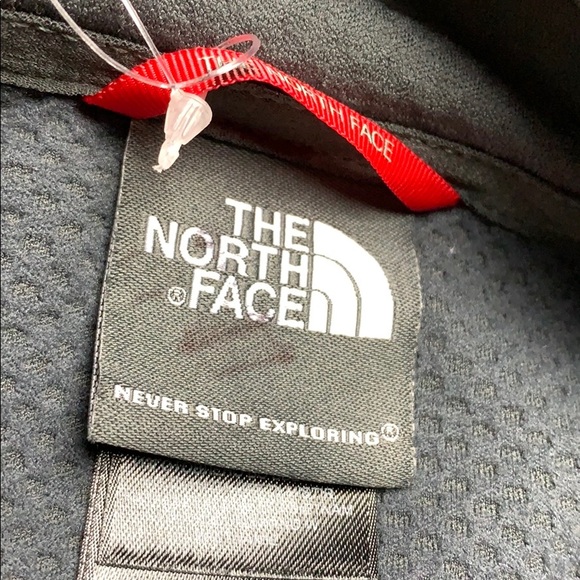 THE NORTH FACE
THE
NORTH
®FACE
NEVER STOP EXPLORING®